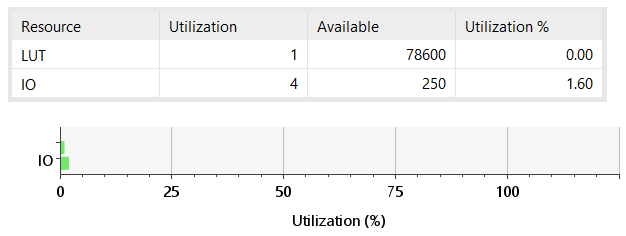 Resource Utilization Available Utilization %
LUT 1 78600 0.00
IO 4 250 1.60
IO
0 25 50 75 100
Utilization (%)